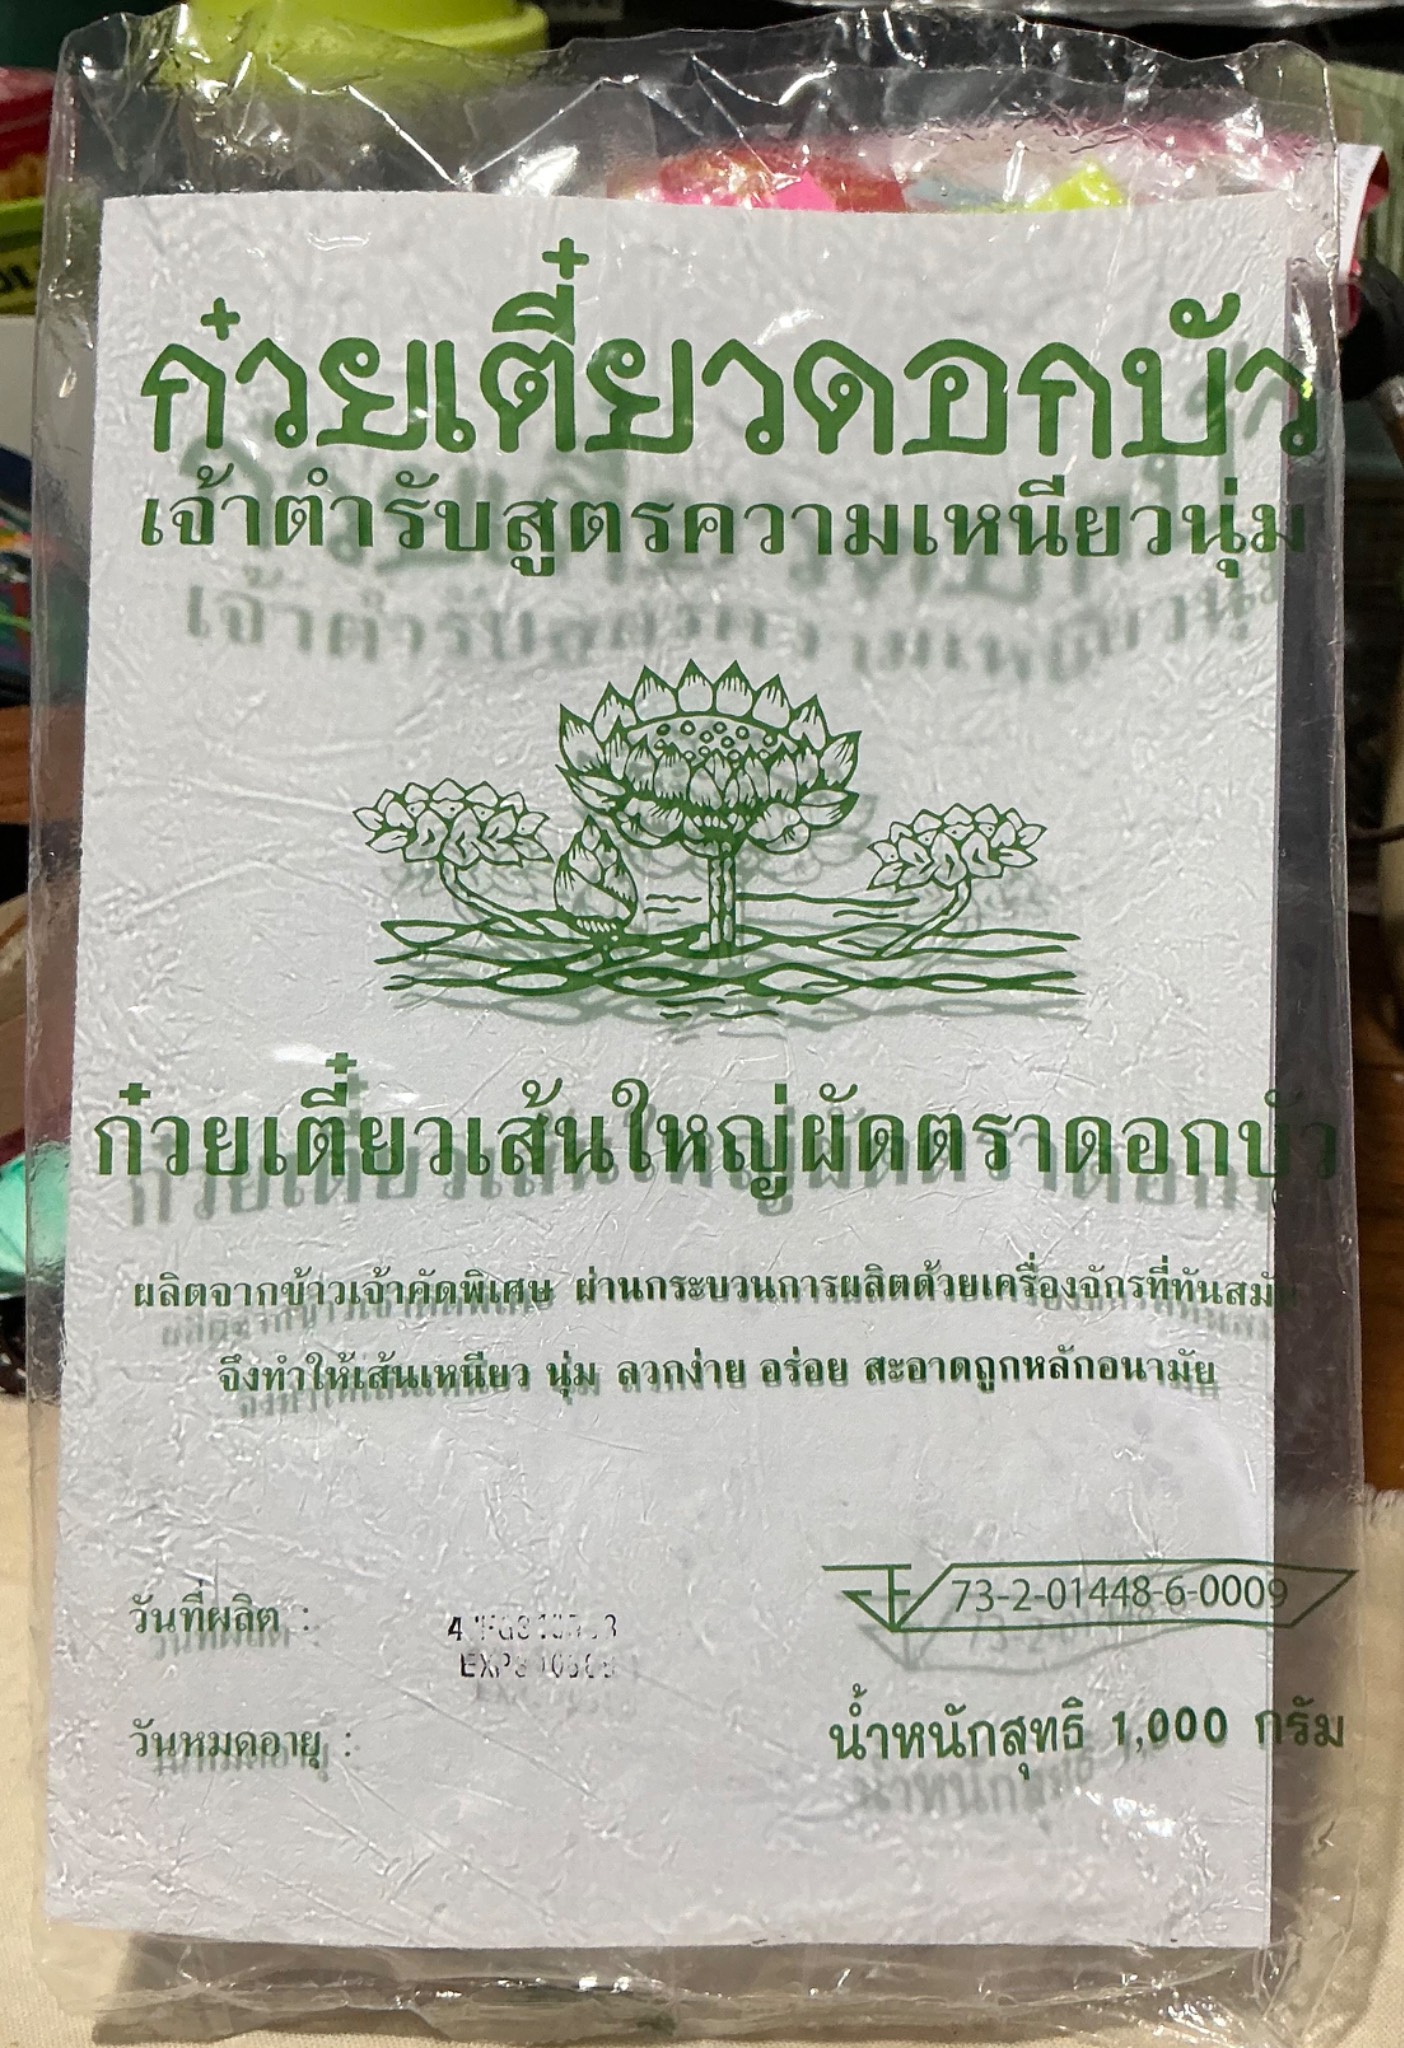 ก๋วยเตี๋ยวดอกบัว
เจ้าตำรับสูตรความเหนียวนุ่ม
ก๋วยเตี๋ยวเส้นใหญ่ผัดตราดอกบัว
ผลิตจากข้าวเจ้าคัดพิเศษ ผ่านกระบวนการผลิตด้วยเครื่องจักรที่ทันสมัย
จึงทำให้เส้นเหนียว นุ่ม ลวกง่าย อร่อย สะอาดถูกหลักอนามัย
73-2-01448-6-0009
วันที่ผลิต :
น้ำหนักสุทธิ 1,000 กรัม
วันหมดอายุ :